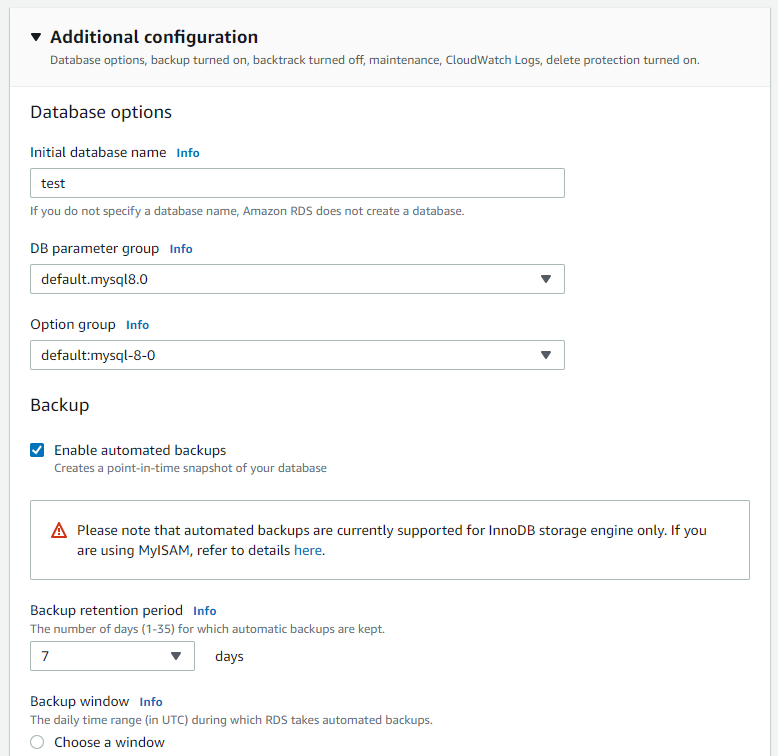 Additional configuration
Database options, backup turned on, backtrack turned off, maintenance, CloudWatch Logs, delete protection turned on.
Database options
Initial database name Info
test
If you do not specify a database name, Amazon RDS does not create a database.
DB parameter group Info
default.mysql8.0
Option group Info
default:mysql-8-0
Backup
Enable automated backups
Creates a point-in-time snapshot of your database
Please note that automated backups are currently supported for InnoDB storage engine only. If you
are using MyISAM, refer to details here.
Backup retention period Info
The number of days (1-35) for which automatic backups are kept.
7 days
Backup window Info
The daily time range (in UTC) during which RDS takes automated backups.
Choose a window